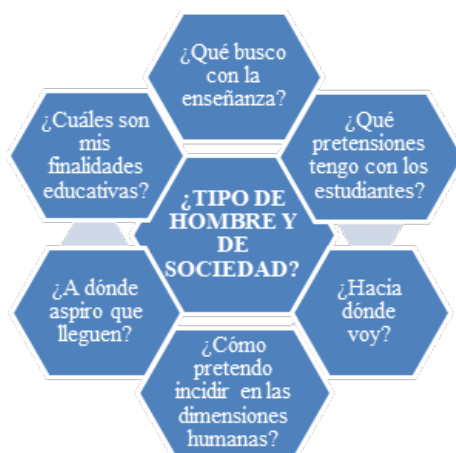 ¿Qué busco
con la
enseñanza?
¿Cuáles son
mis
finalidades
educativas?
¿Qué
pretensiones
tengo con los
estudiantes?
¿TIPO DE
HOMBRE Y
DE
SOCIEDAD?
¿A dónde
aspiro que
lleguen?
¿Hacia
dónde
voy?
¿Cómo
pretendo
incidir en las
dimensiones
humanas?